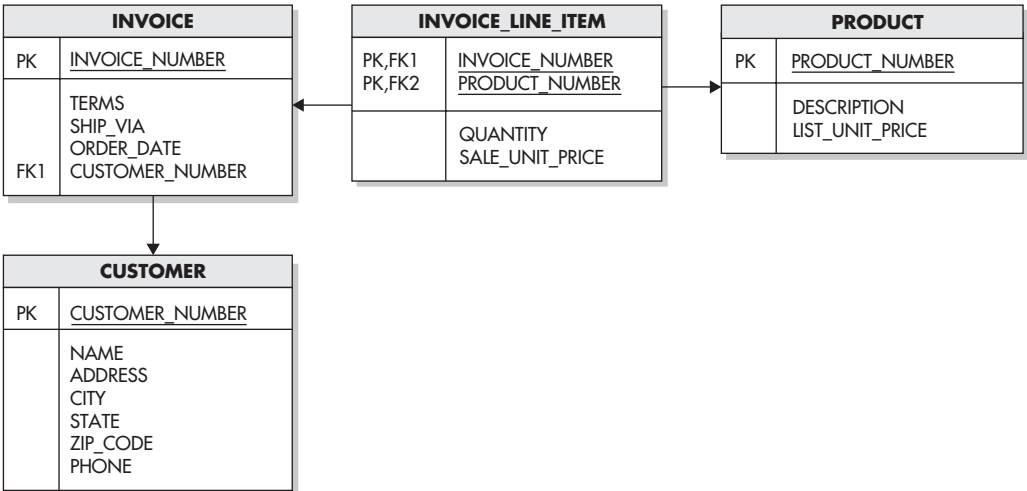 INVOICE
PK INVOICE_NUMBER
TERMS
SHIP_VIA
ORDER_DATE
FK1 CUSTOMER_NUMBER
INVOICE_LINE_ITEM
PK,FK1 INVOICE_NUMBER
PK,FK2 PRODUCT_NUMBER
QUANTITY
SALE_UNIT_PRICE
PRODUCT
PK PRODUCT_NUMBER
DESCRIPTION
LIST_UNIT_PRICE
CUSTOMER
PK CUSTOMER_NUMBER
NAME
ADDRESS
CITY
STATE
ZIP_CODE
PHONE